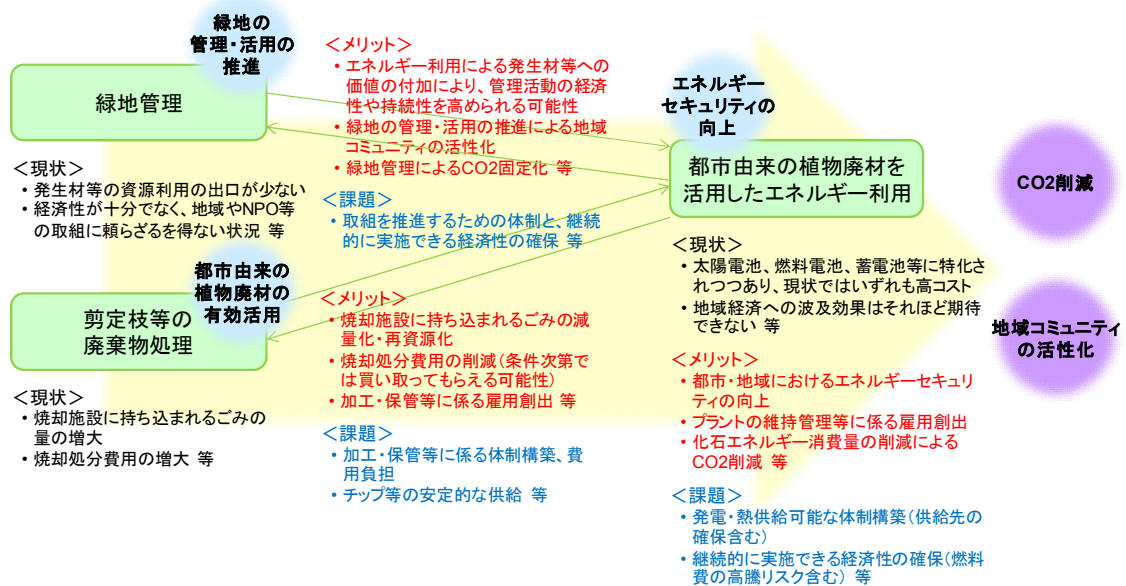 緑地の
管理・活用の
推進
緑地管理
＜現状＞
・発生材等の資源利用の出口が少ない
・経済性が十分でなく、地域やNPO等
の取組に頼らざるを得ない状況 等
＜メリット＞
・エネルギー利用による発生材等への
価値の付加により、管理活動の経済
性や持続性を高められる可能性
・緑地の管理・活用の推進による地域
コミュニティの活性化
・緑地管理によるCO2固定化 等
＜課題＞
・取組を推進するための体制と、継続
的に実施できる経済性の確保 等
都市由来の
植物廃材の
有効活用
剪定枝等の
廃棄物処理
＜現状＞
・焼却施設に持ち込まれるごみの
量の増大
・焼却処分費用の増大 等
＜メリット＞
・焼却施設に持ち込まれるごみの減
量化・再資源化
・焼却処分費用の削減（条件次第で
は買い取ってもらえる可能性）
・加工・保管等に係る雇用創出 等
＜課題＞
・加工・保管等に係る体制構築、費
用負担
・チップ等の安定的な供給 等
エネルギー
セキュリティの
向上
都市由来の植物廃材を
活用したエネルギー利用
＜現状＞
・太陽電池、燃料電池、蓄電池等に特化さ
れつつあり、現状ではいずれも高コスト
・地域経済への波及効果はそれほど期待
できない 等
＜メリット＞
・都市・地域におけるエネルギーセキュリ
ティの向上
・プラントの維持管理等に係る雇用創出
・化石エネルギー消費量の削減による
CO2削減 等
＜課題＞
・発電・熱供給可能な体制構築（供給先の
確保含む）
・継続的に実施できる経済性の確保（燃料
費の高騰リスク含む） 等
CO2削減
地域コミュニティ
の活性化